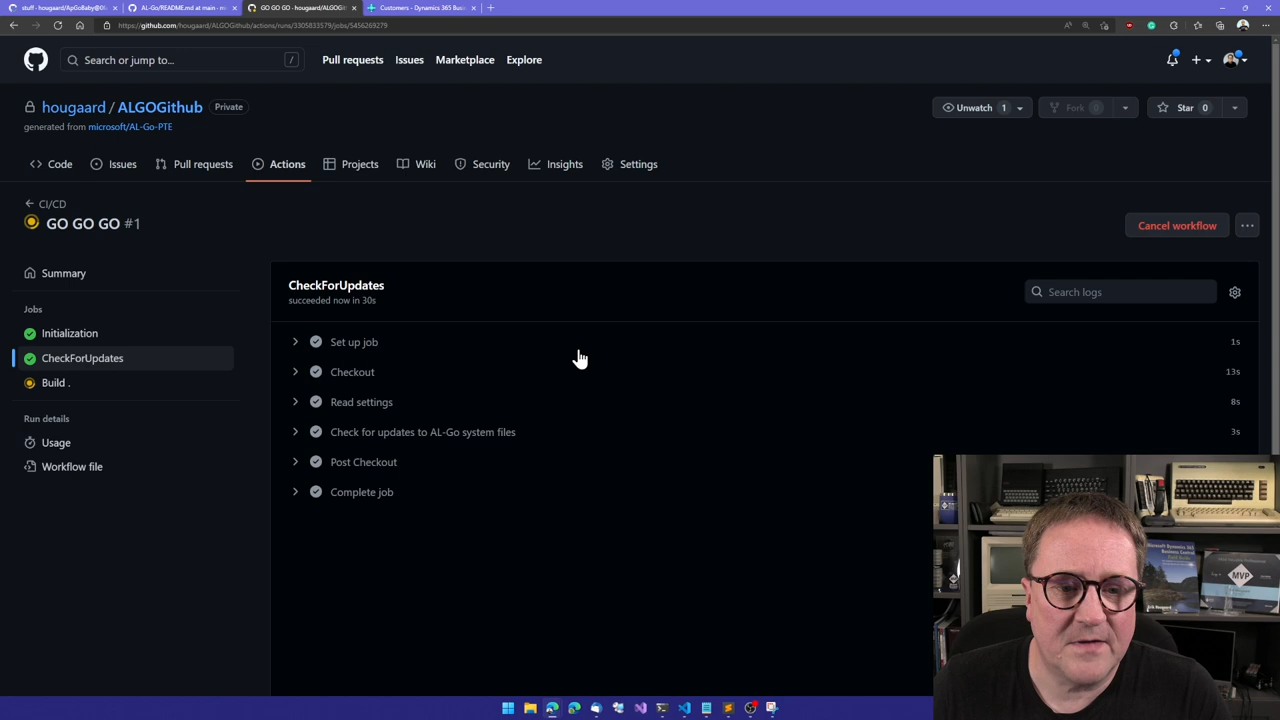 stuff - hougaard/ApGoBaby@0
AL-Go/README.md at main - m
GO GO GO - hougaard/ALGOGith
Customers - Dynamics 365 Bus
https://github.com/hougaard/ALGOGithub/actions/runs/3305833579/jobs/5456269279
Search or jump to...
/
Pull requests
Issues
Marketplace
Explore
hougaard / ALGOGithub
Private
Unwatch 1
Fork 0
Star 0
generated from microsoft/AL-Go-PTE
Code
Issues
Pull requests
Actions
Projects
Wiki
Security
Insights
Settings
← CI/CD
GO GO GO #1
Cancel workflow
...
Summary
Jobs
Initialization
CheckForUpdates
Build .
Run details
Usage
Workflow file
CheckForUpdates
succeeded now in 30s
Search logs
Set up job
1s
Checkout
13s
Read settings
8s
Check for updates to AL-Go system files
3s
Post Checkout
Complete job
MVP